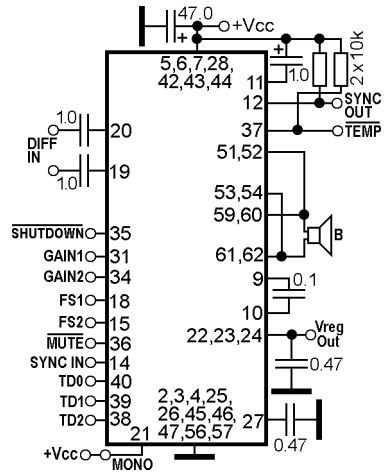 47.0
+Vcc
+
5,6,7,28,
42,43,44
+
1.0
2x10k
11
12
SYNC
OUT
37
TEMP
1.0
DIFF
IN
1.0
20
19
51,52
53,54
59,60
61,62
B
SHUTDOWN 35
GAIN1 31
GAIN2 34
FS1 18
FS2 15
MUTE 36
SYNC IN 14
TD0 40
TD1 39
TD2 38
9
0.1
10
22,23,24
Vreg
Out
0.47
2,3,4,25,
26,45,46,
47,56,57
27
0.47
21
+Vcc
MONO